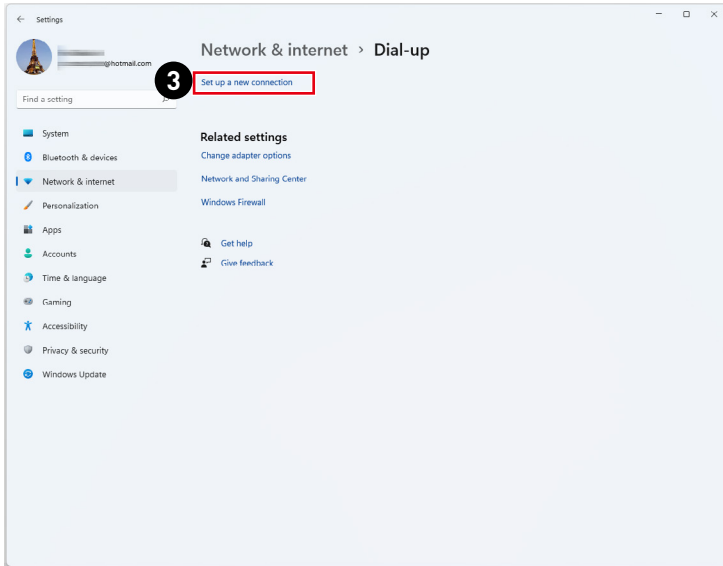 Settings
@hotmail.com
Network & internet > Dial-up
3
Set up a new connection
Find a setting
System
Bluetooth & devices
Network & internet
Personalization
Apps
Accounts
Time & language
Gaming
Accessibility
Privacy & security
Windows Update
Related settings
Change adapter options
Network and Sharing Center
Windows Firewall
Get help
Give feedback